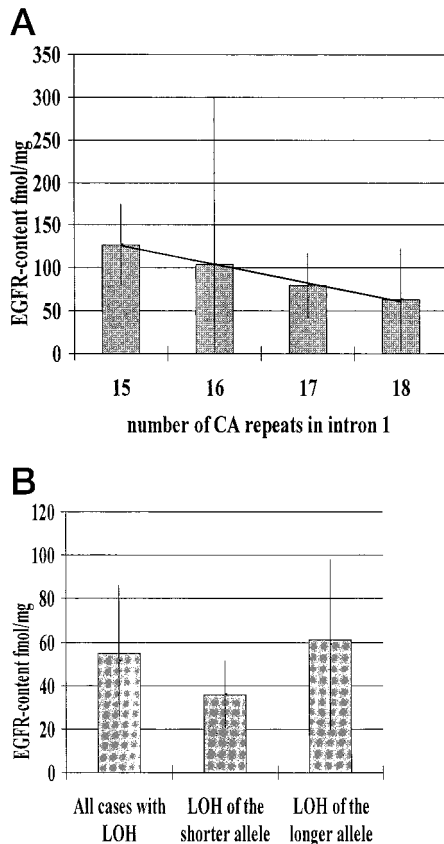 A
350
300
250
200
150
100
50
0
EGFR-content fmol/mg
15 16 17 18
number of CA repeats in intron 1
B
120
100
80
60
40
20
0
EGFR-content fmol/mg
All cases with LOH of the LOH of the
LOH shorter allele longer allele